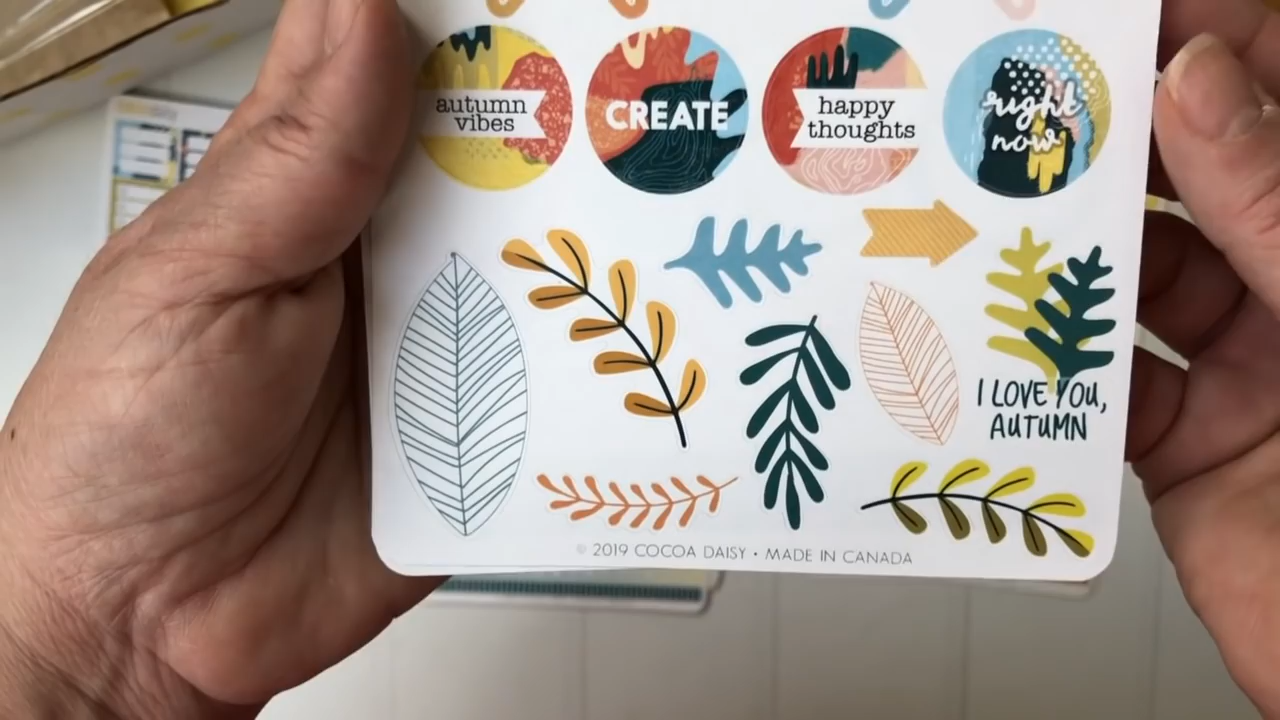 autumn
vibes
CREATE
happy
thoughts
right
now
I LOVE YOU,
AUTUMN
© 2019 COCOA DAISY • MADE IN CANADA